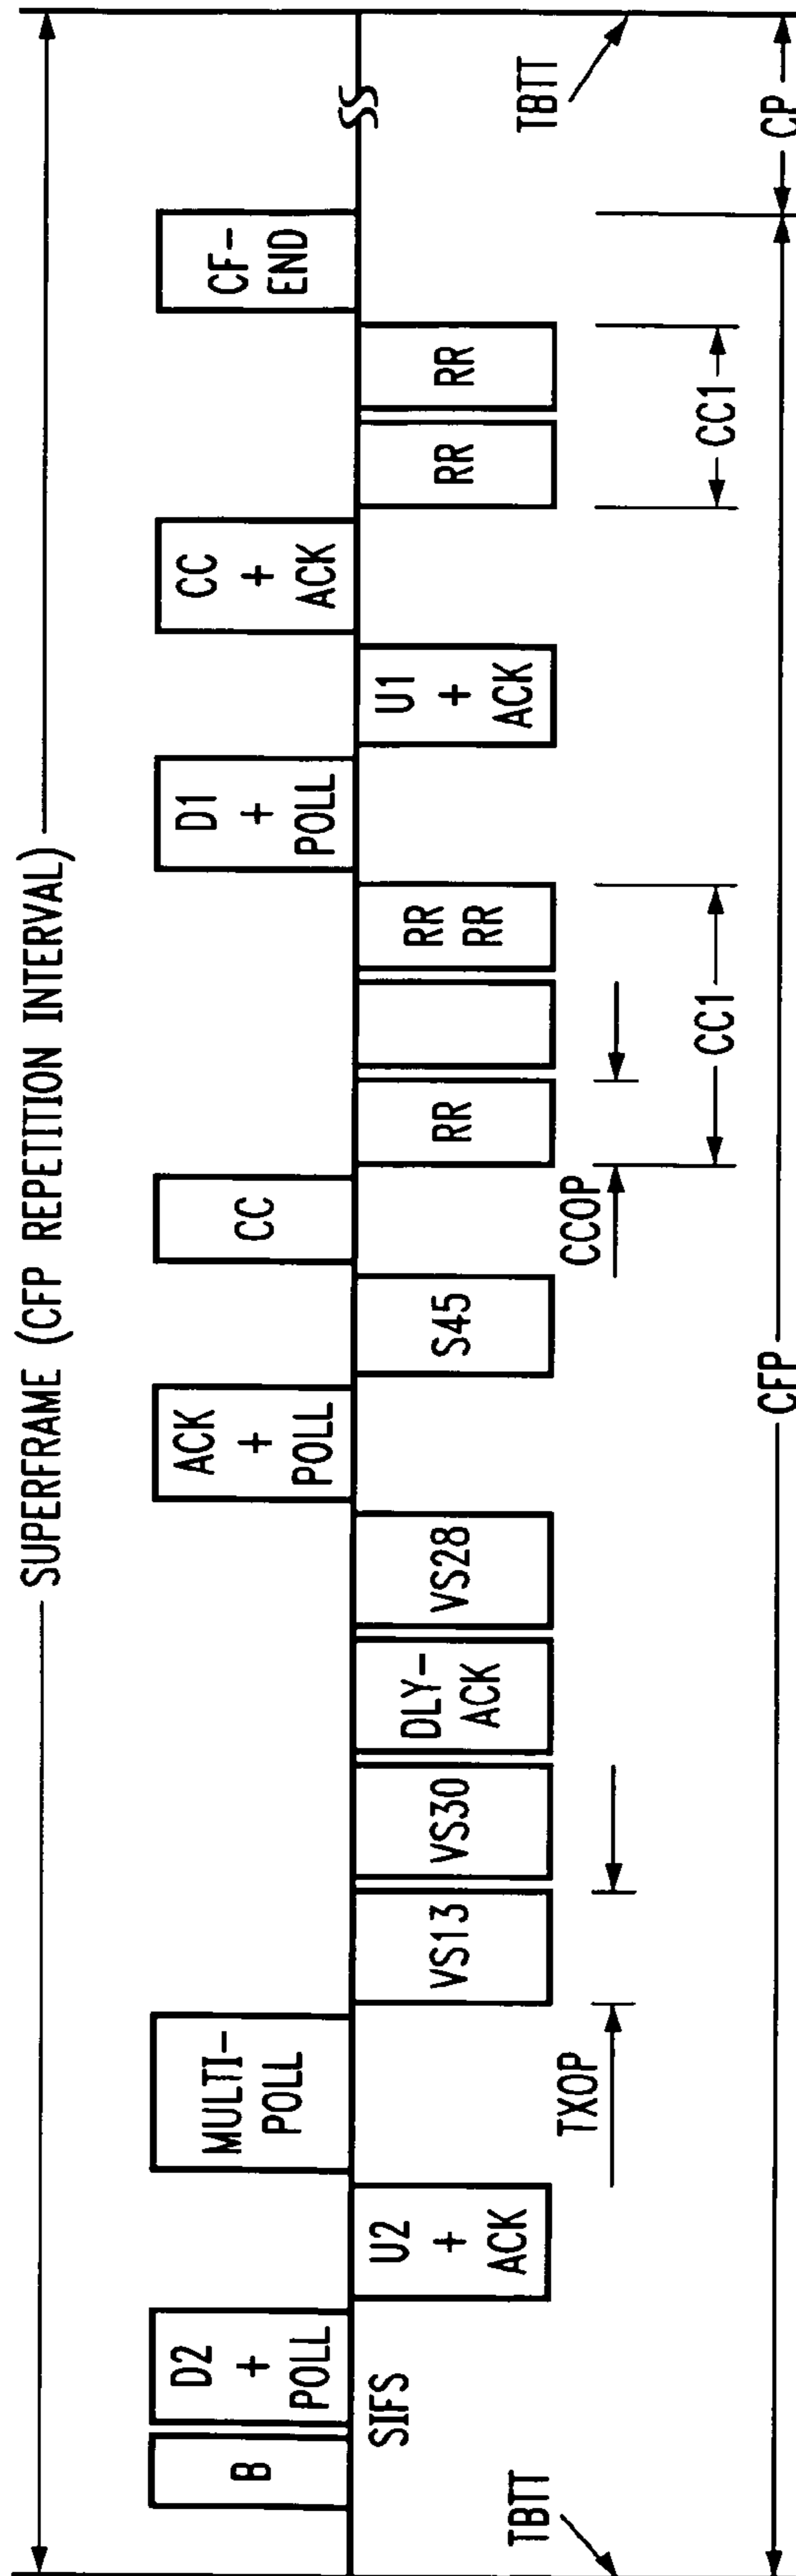 SUPERFRAME (CFP REPETITION INTERVAL)
B
D2
+
POLL
MULTI-
POLL
ACK
+
POLL
CC
D1
+
POLL
CC
+
ACK
CF-
END
SS
SIFS
U2
+
ACK
VS13
VS30
DLY-
ACK
VS28
S45
RR
RR
RR
U1
+
ACK
RR
RR
TBTT
TXOP
CCOP
TBTT
CC1
CC1
CFP
CP